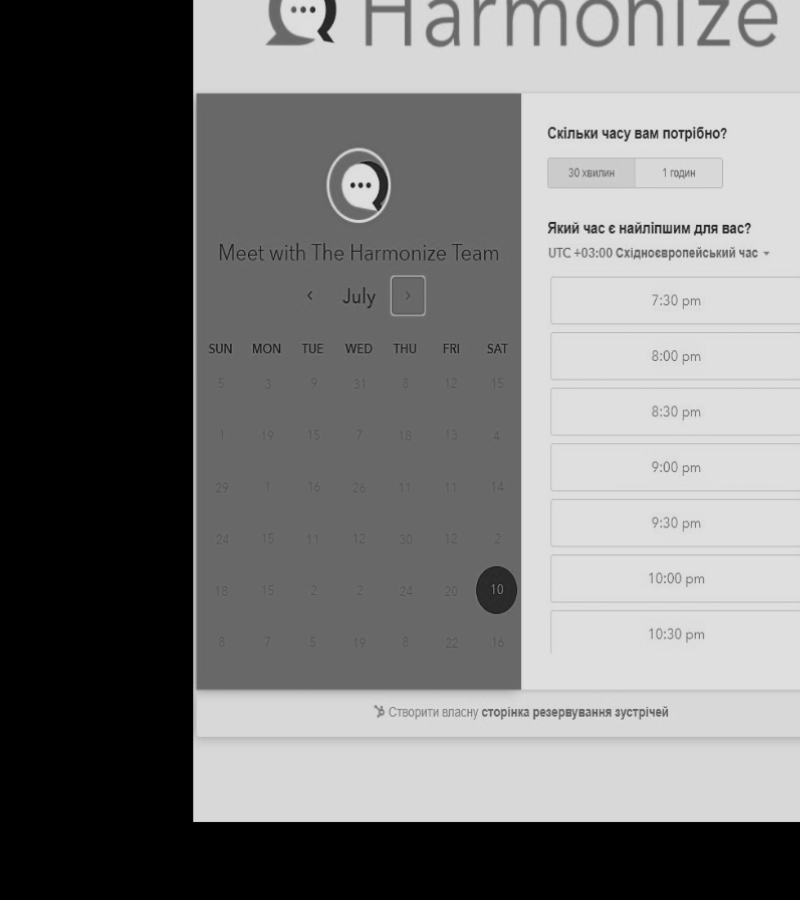 Harmonize
Meet with The Harmonize Team
July
SUN MON TUE WED THU FRI SAT
5 3 9 31 8 12 15
1 19 15 7 18 13 4
29 1 16 26 11 11 14
24 15 11 12 30 12 2
18 15 2 2 24 20 10
8 7 5 19 8 22 16
Скільки часу вам потрібно?
30 хвилин 1 годин
Який час є найліпшим для вас?
UTC +03:00 Східноєвропейський час
7:30 pm
8:00 pm
8:30 pm
9:00 pm
9:30 pm
10:00 pm
10:30 pm
Створити власну сторінка резервування зустрічей